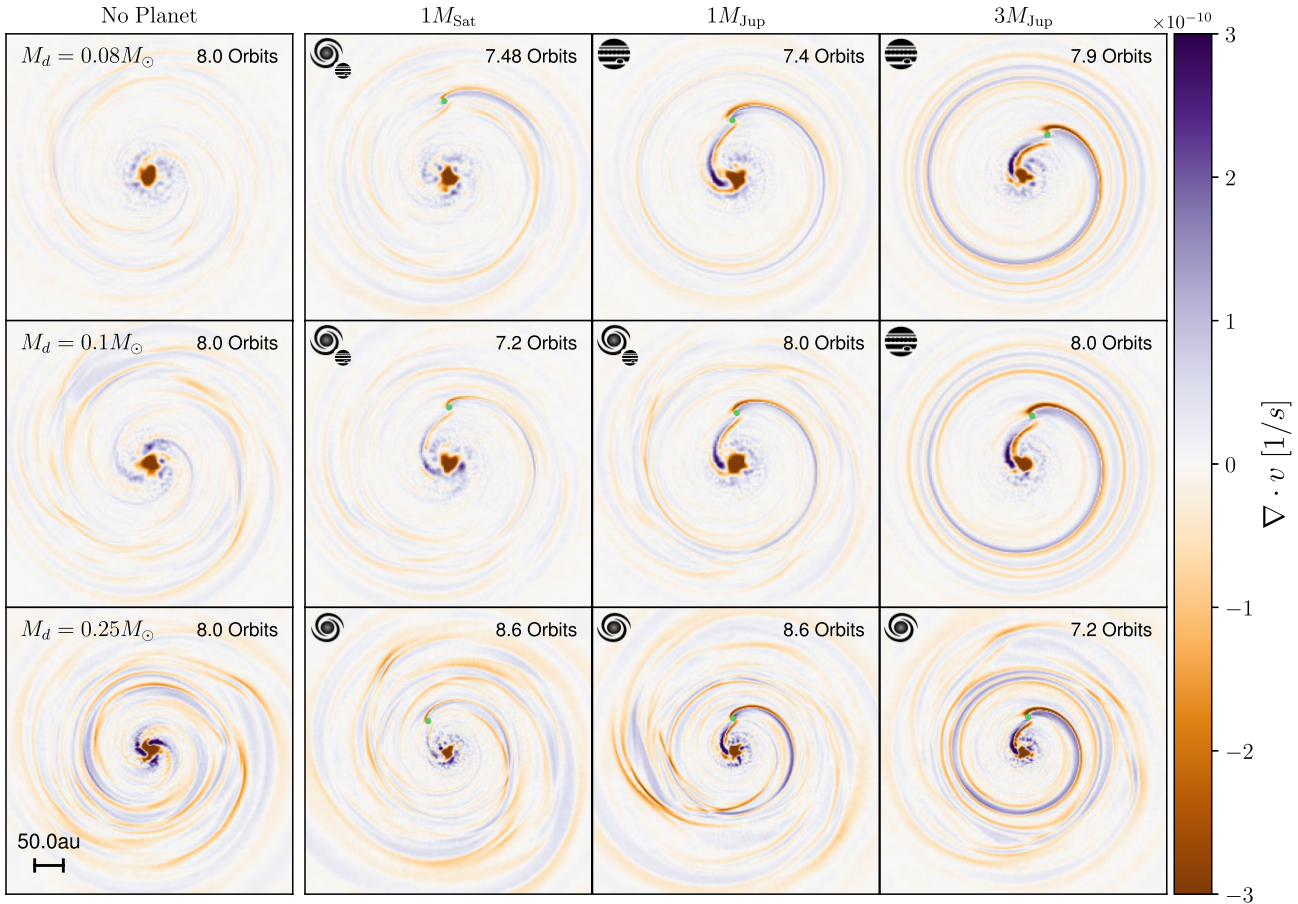 No Planet
1M_Sat
1M_Jup
3M_Jup
×10⁻¹⁰
M_d = 0.08M_⊙
8.0 Orbits
7.48 Orbits
7.4 Orbits
7.9 Orbits
M_d = 0.1M_⊙
8.0 Orbits
7.2 Orbits
8.0 Orbits
8.0 Orbits
M_d = 0.25M_⊙
8.0 Orbits
8.6 Orbits
8.6 Orbits
7.2 Orbits
50.0au
3
2
1
0
−1
−2
−3
∇ · v [1/s]